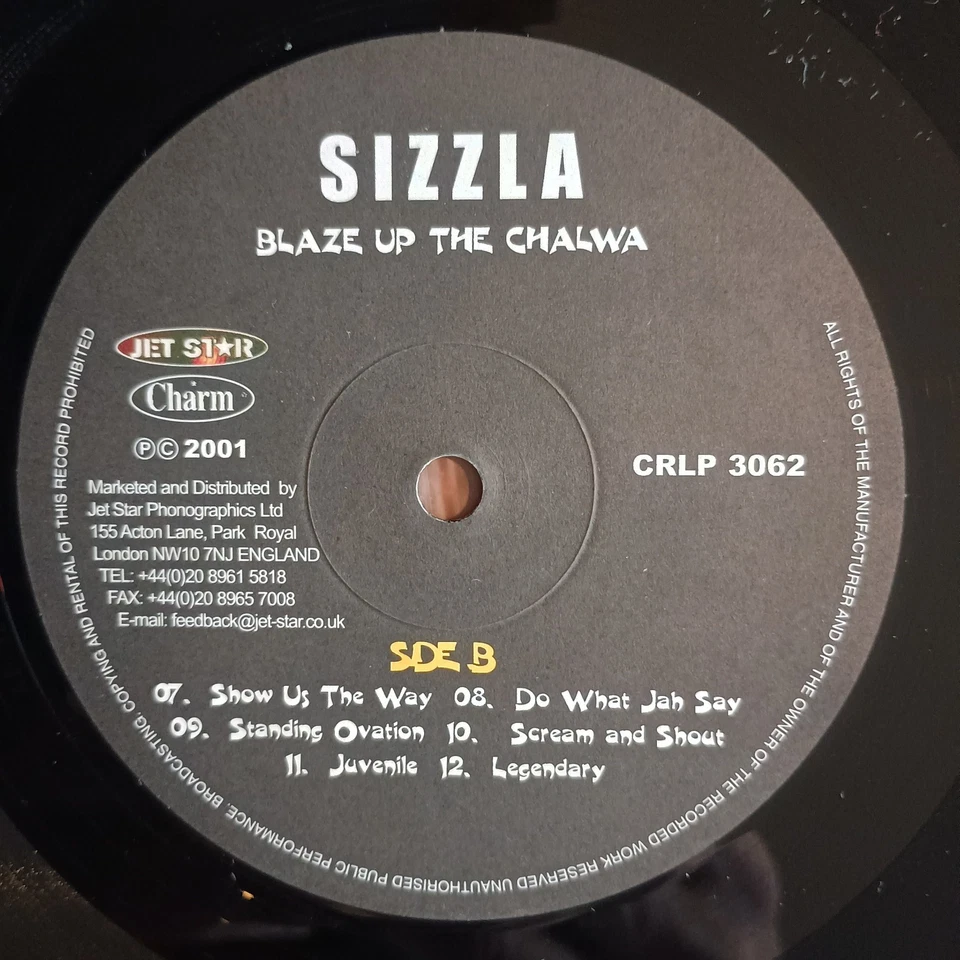 SIZZLA
BLAZE UP THE CHALWA
JET ST★R
Charm
℗© 2001
CRLP 3062
Marketed and Distributed by
Jet Star Phonographics Ltd
155 Acton Lane, Park Royal
London NW10 7NJ ENGLAND
TEL: +44(0)20 8961 5818
FAX: +44(0)20 8965 7008
E-mail: feedback@jet-star.co.uk
SIDE B
07. Show Us The Way 08. Do What Jah Say
09. Standing Ovation 10. Scream and Shout
11. Juvenile 12. Legendary
ALL RIGHTS OF THE MANUFACTURER AND OF THE OWNER OF THE RECORDED WORK RESERVED UNAUTHORISED PUBLIC PERFORMANCE, BROADCASTING, COPYING AND RENTAL OF THIS RECORD PROHIBITED